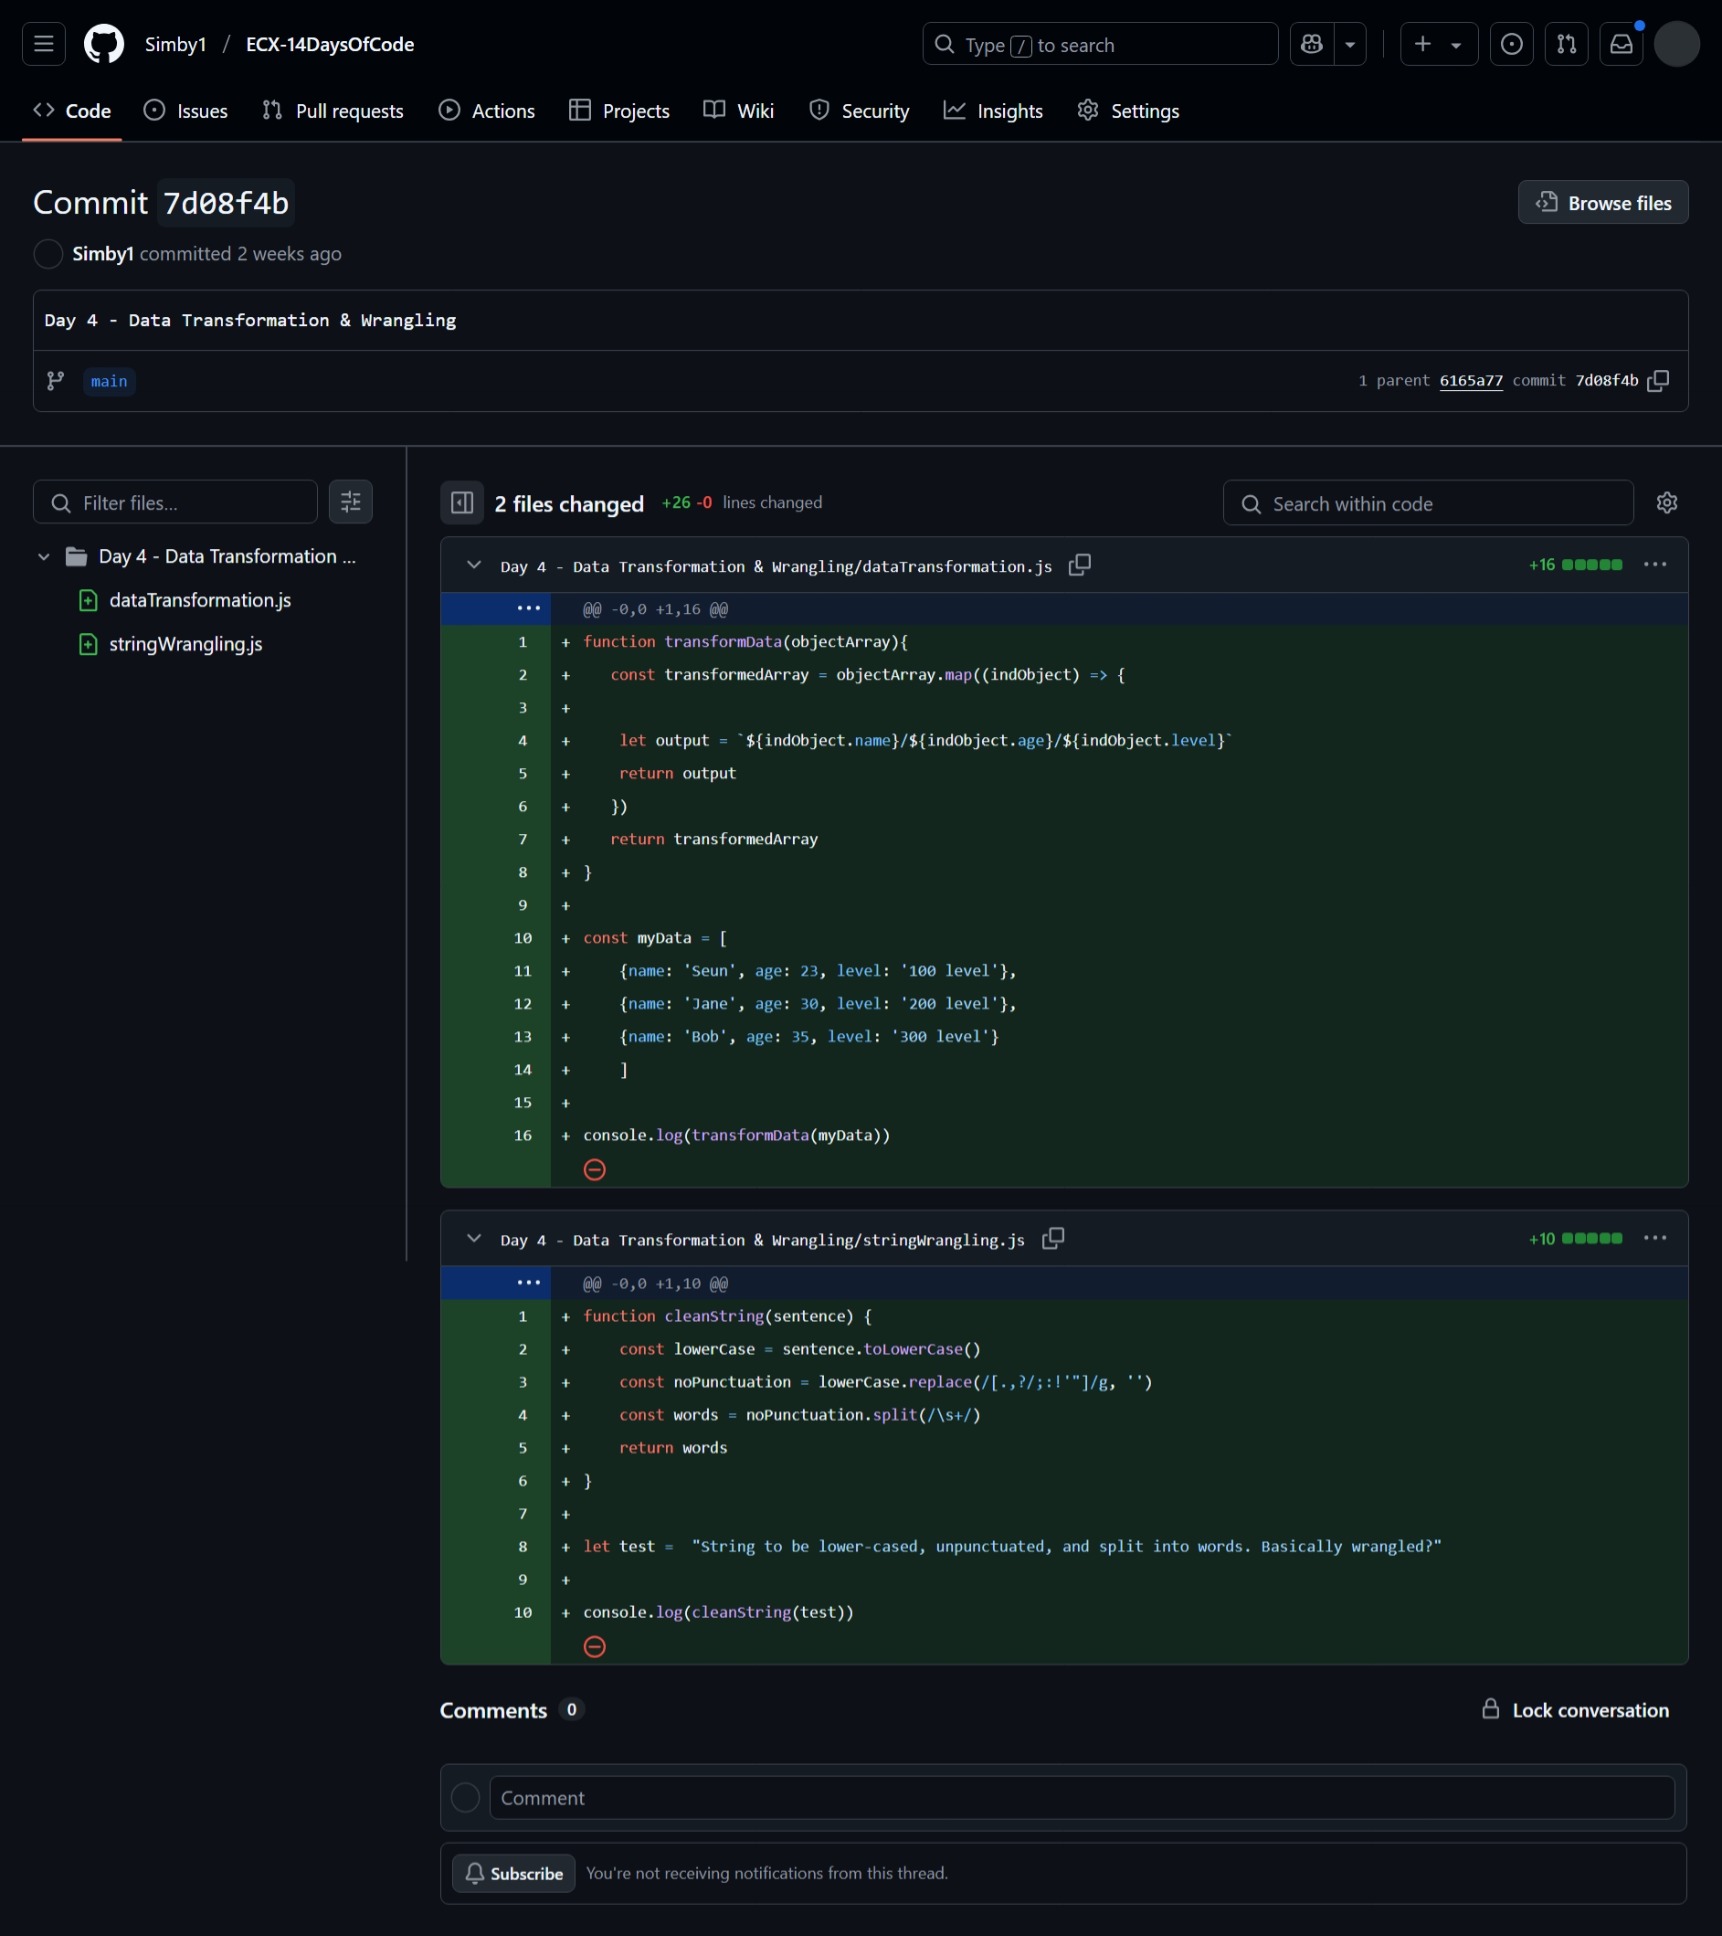 Simby1 / ECX-14DaysOfCode
Type / to search
Code Issues Pull requests Actions Projects Wiki Security Insights Settings
Commit 7d08f4b
Browse files
Simby1 committed 2 weeks ago
Day 4 - Data Transformation & Wrangling
main
1 parent 6165a77 commit 7d08f4b
Filter files...
Day 4 - Data Transformation ...
dataTransformation.js
stringWrangling.js
2 files changed +26 -0 lines changed
Search within code
Day 4 - Data Transformation & Wrangling/dataTransformation.js
+16
@@ -0,0 +1,16 @@
1 + function transformData(objectArray){
2 +    const transformedArray = objectArray.map((indObject) => {
3 +
4 +     let output = `${indObject.name}/${indObject.age}/${indObject.level}`
5 +     return output
6 +    })
7 +    return transformedArray
8 + }
9 +
10 + const myData = [
11 +     {name: 'Seun', age: 23, level: '100 level'},
12 +     {name: 'Jane', age: 30, level: '200 level'},
13 +     {name: 'Bob', age: 35, level: '300 level'}
14 +     ]
15 +
16 + console.log(transformData(myData))
Day 4 - Data Transformation & Wrangling/stringWrangling.js
+10
@@ -0,0 +1,10 @@
1 + function cleanString(sentence) {
2 +     const lowerCase = sentence.toLowerCase()
3 +     const noPunctuation = lowerCase.replace(/[.,?/;:!'"]/g, '')
4 +     const words = noPunctuation.split(/\s+/)
5 +     return words
6 + }
7 +
8 + let test =  "String to be lower-cased, unpunctuated, and split into words. Basically wrangled?"
9 +
10 + console.log(cleanString(test))
Comments 0
Lock conversation
Comment
Subscribe You're not receiving notifications from this thread.